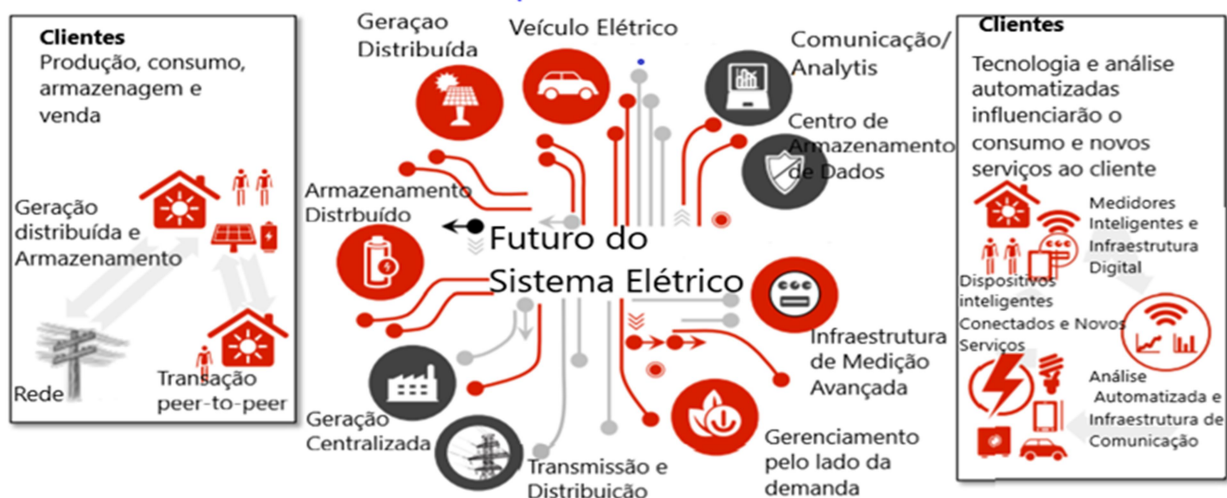 Clientes
Produção, consumo,
armazenagem e
venda
Geração
distribuída e
Armazenamento
Rede
Transação
peer-to-peer
Geraçao
Distribuída
Veículo Elétrico
Comunicação/
Analytis
Centro de
Armazenamento
de Dados
Armazenamento
Distrbuído
Futuro do
Sistema Elétrico
Infraestrutura
de Medição
Avançada
Geração
Centralizada
Transmissão e
Distribuição
Gerenciamento
pelo lado da
demanda
Clientes
Tecnologia e análise
automatizadas
influenciarão o
consumo e novos
serviços ao cliente
Medidores
Inteligentes e
Infraestrutura
Digital
Dispositivos
inteligentes
Conectados e Novos
Serviços
Análise
Automatizada e
Infraestrutura de
Comunicação